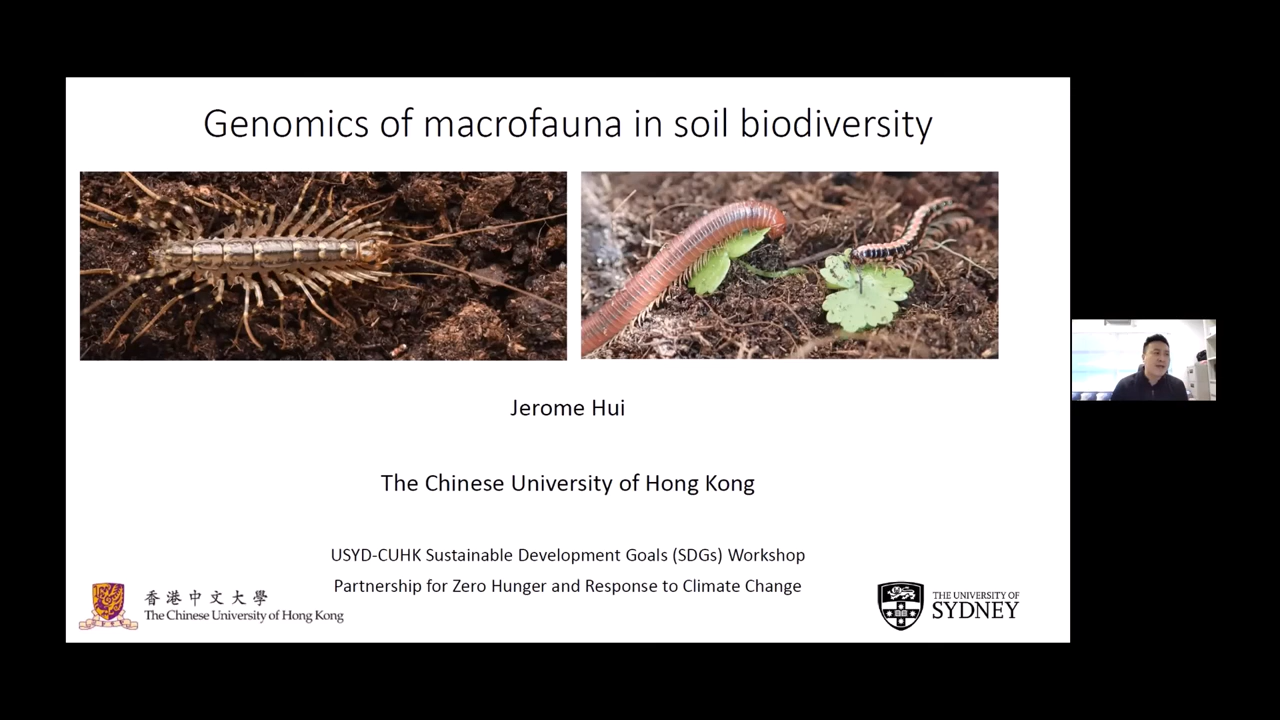 Genomics of macrofauna in soil biodiversity
Jerome Hui
The Chinese University of Hong Kong
USYD-CUHK Sustainable Development Goals (SDGs) Workshop
Partnership for Zero Hunger and Response to Climate Change
香港中文大學
The Chinese University of Hong Kong
THE UNIVERSITY OF
SYDNEY